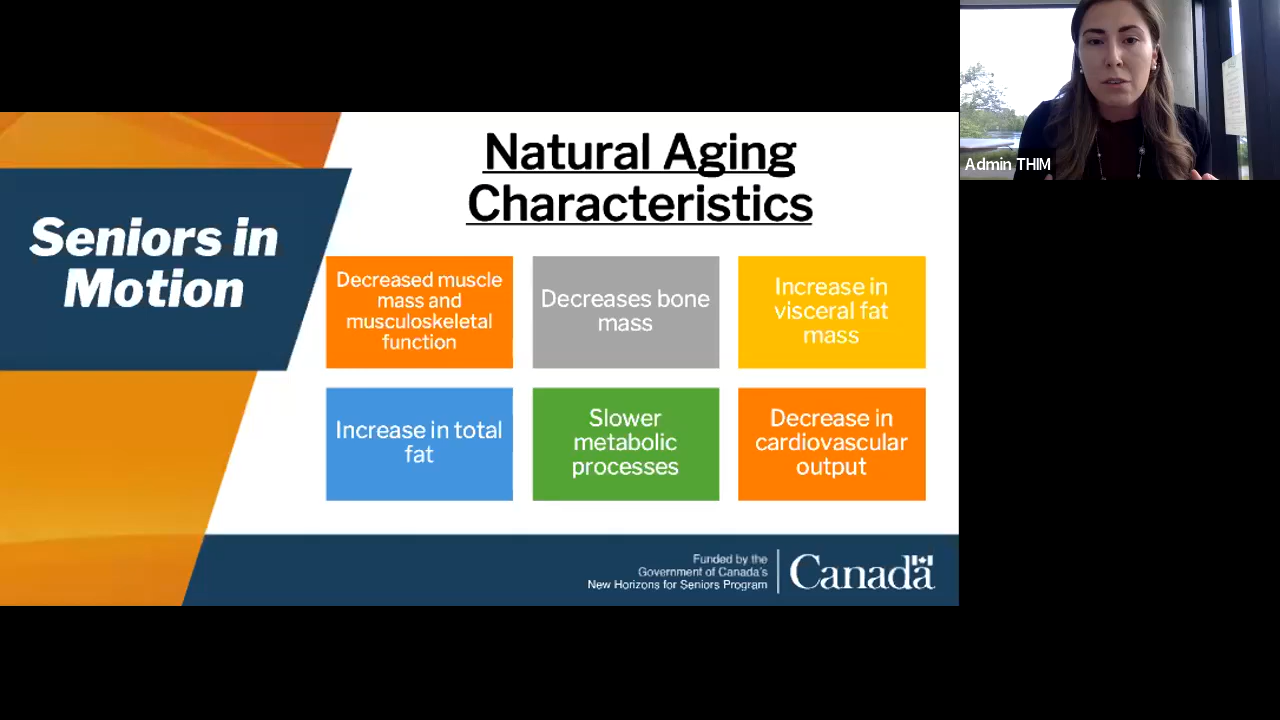 Admin THIM
Natural Aging
Characteristics
Seniors in
Motion
Decreased muscle
mass and
musculoskeletal
function
Decreases bone
mass
Increase in
visceral fat
mass
Increase in total
fat
Slower
metabolic
processes
Decrease in
cardiovascular
output
Funded by the
Government of Canada's
New Horizons for Seniors Program
Canada